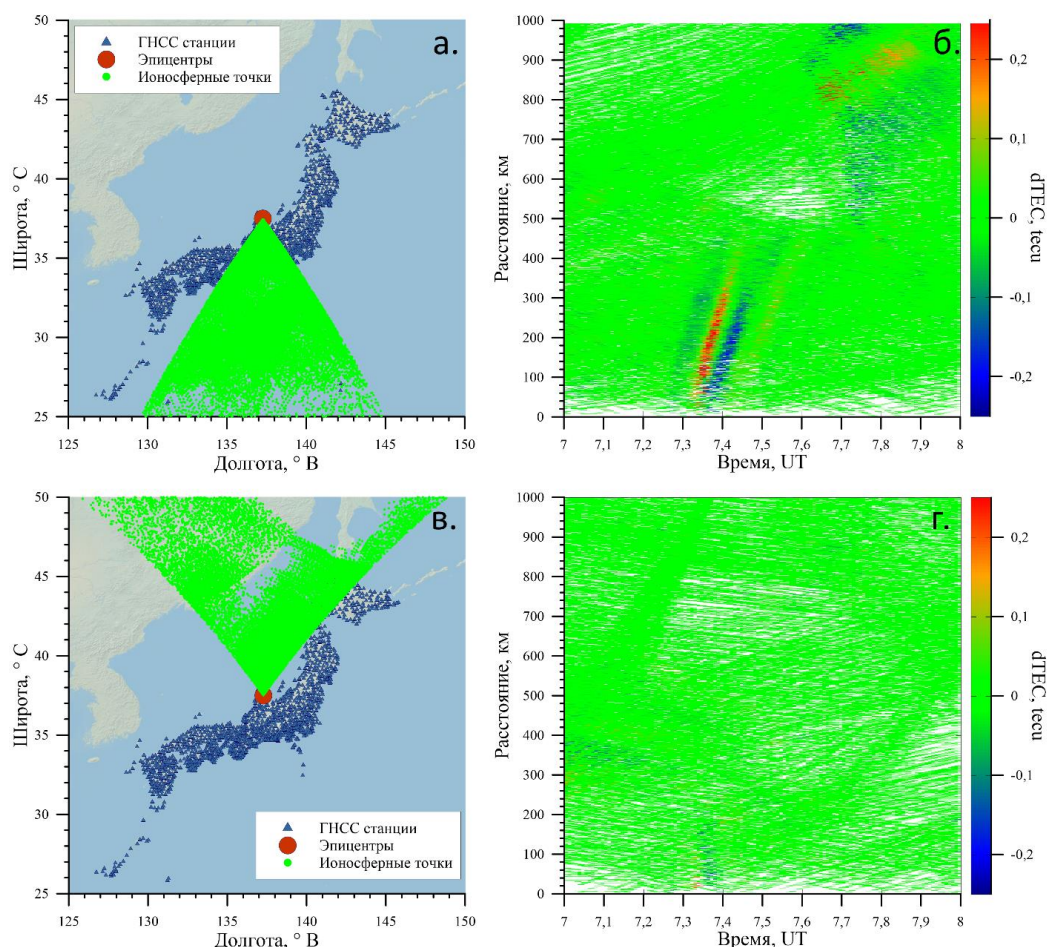 а.
ГНСС станции
Эпицентры
Ионосферные точки
50
45
40
35
30
25
Широта, ° С
125 130 135 140 145 150
Долгота, ° В
б.
1000
900
800
700
600
500
400
300
200
100
0
Расстояние, км
7 7,1 7,2 7,3 7,4 7,5 7,6 7,7 7,8 7,9 8
Время, UT
0,2
0,1
0
-0,1
-0,2
dTEC, tecu
в.
50
45
40
35
30
25
Широта, ° С
ГНСС станции
Эпицентры
Ионосферные точки
125 130 135 140 145 150
Долгота, ° В
г.
1000
900
800
700
600
500
400
300
200
100
0
Расстояние, км
7 7,1 7,2 7,3 7,4 7,5 7,6 7,7 7,8 7,9 8
Время, UT
0,2
0,1
0
-0,1
-0,2
dTEC, tecu